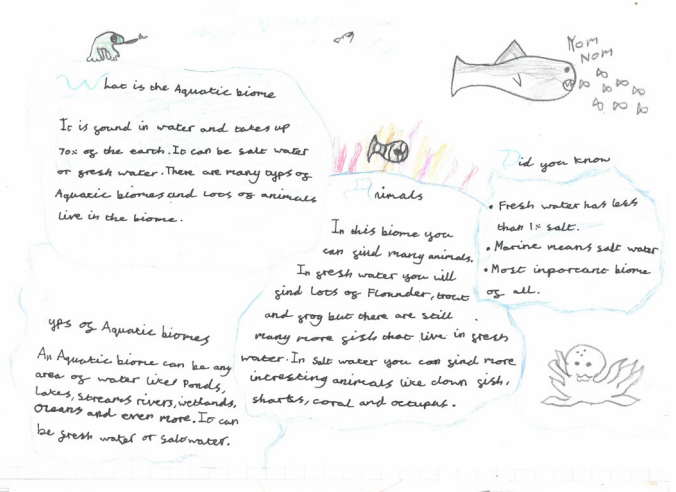 What is the Aquatic biome
It is found in water and takes up
70% of the earth. It can be salt water
or fresh water. There are many typs of
Aquatic biomes and lots of animals
live in the biome.
yps of Aquatic biomes
An Aquatic biome can be any
area of water like! Ponds,
Lakes, Streams rivers, wetlands,
Oceans and even more. It can
be fresh water or saltwater.
Animals
In this biome you
can find many animals.
In fresh water you will
find lots of Flounder, trout
and frog but there are still
many more fish that live in fresh
water. In salt water you can find more
intresting animals like clown fish,
sharks, coral and octupus.
Nom
Nom
Did you know
• Fresh water has less
than 1% salt.
• Marine means salt water
• Most inportant biome
of all.